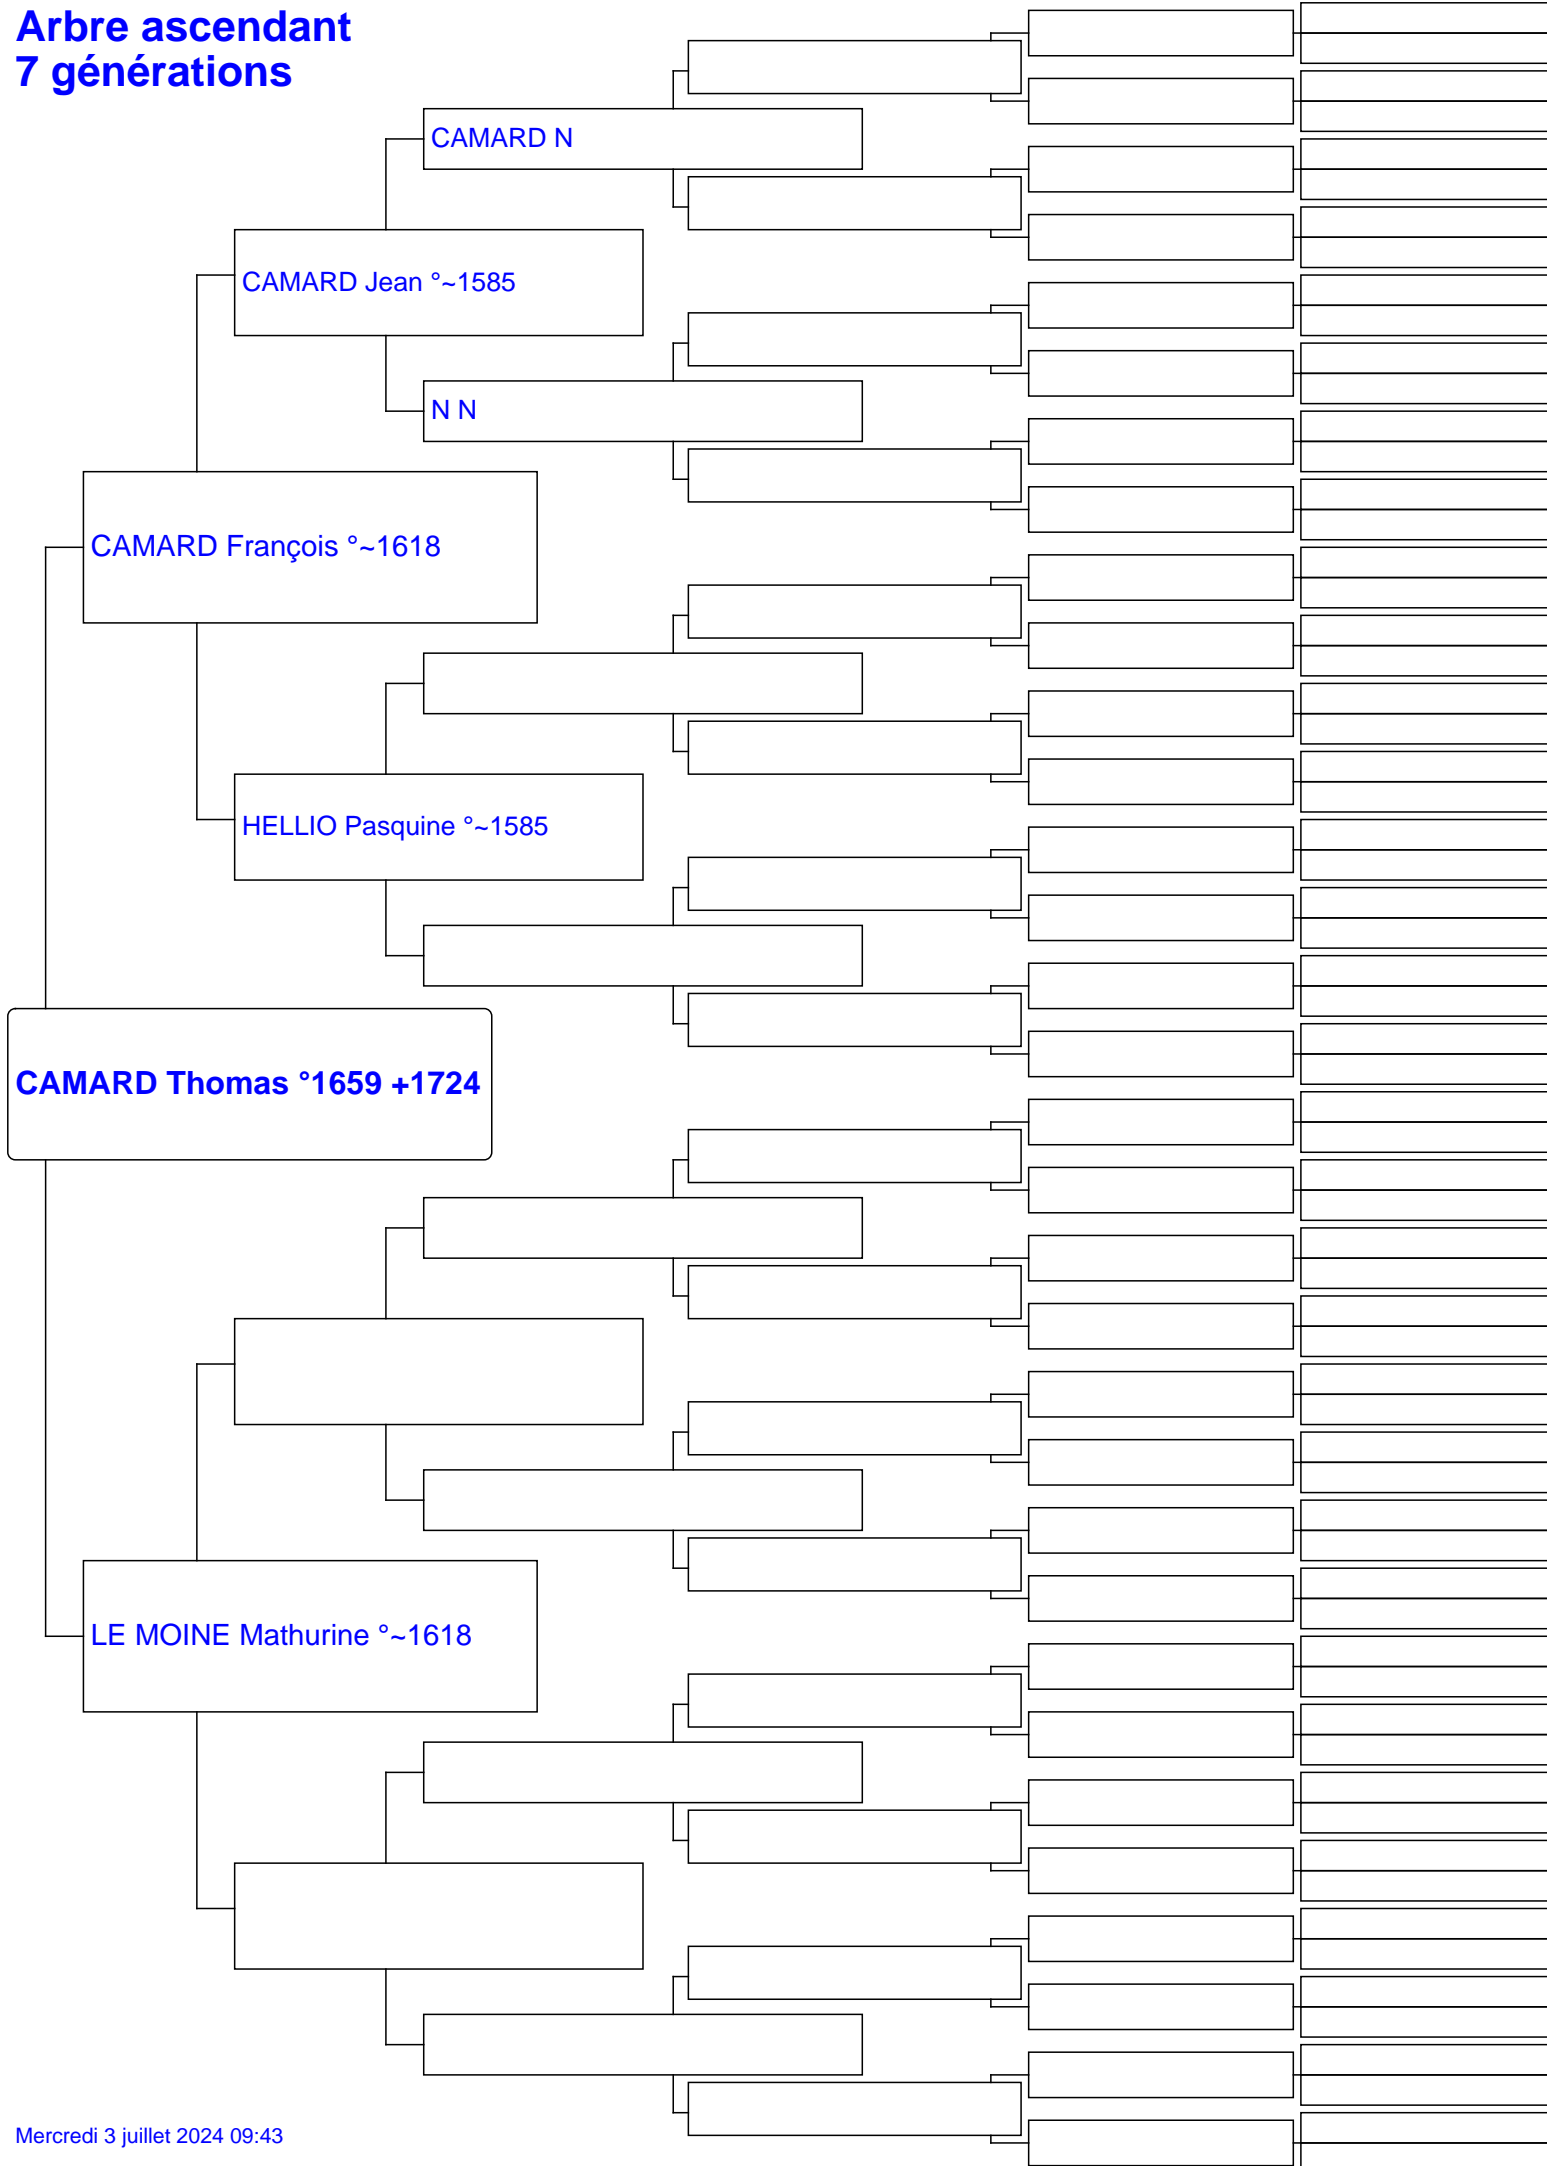 Arbre ascendant
7 générations
CAMARD N
CAMARD Jean °~1585
N N
CAMARD François °~1618
HELLIO Pasquine °~1585
CAMARD Thomas °1659 +1724
LE MOINE Mathurine °~1618
Mercredi 3 juillet 2024 09:43